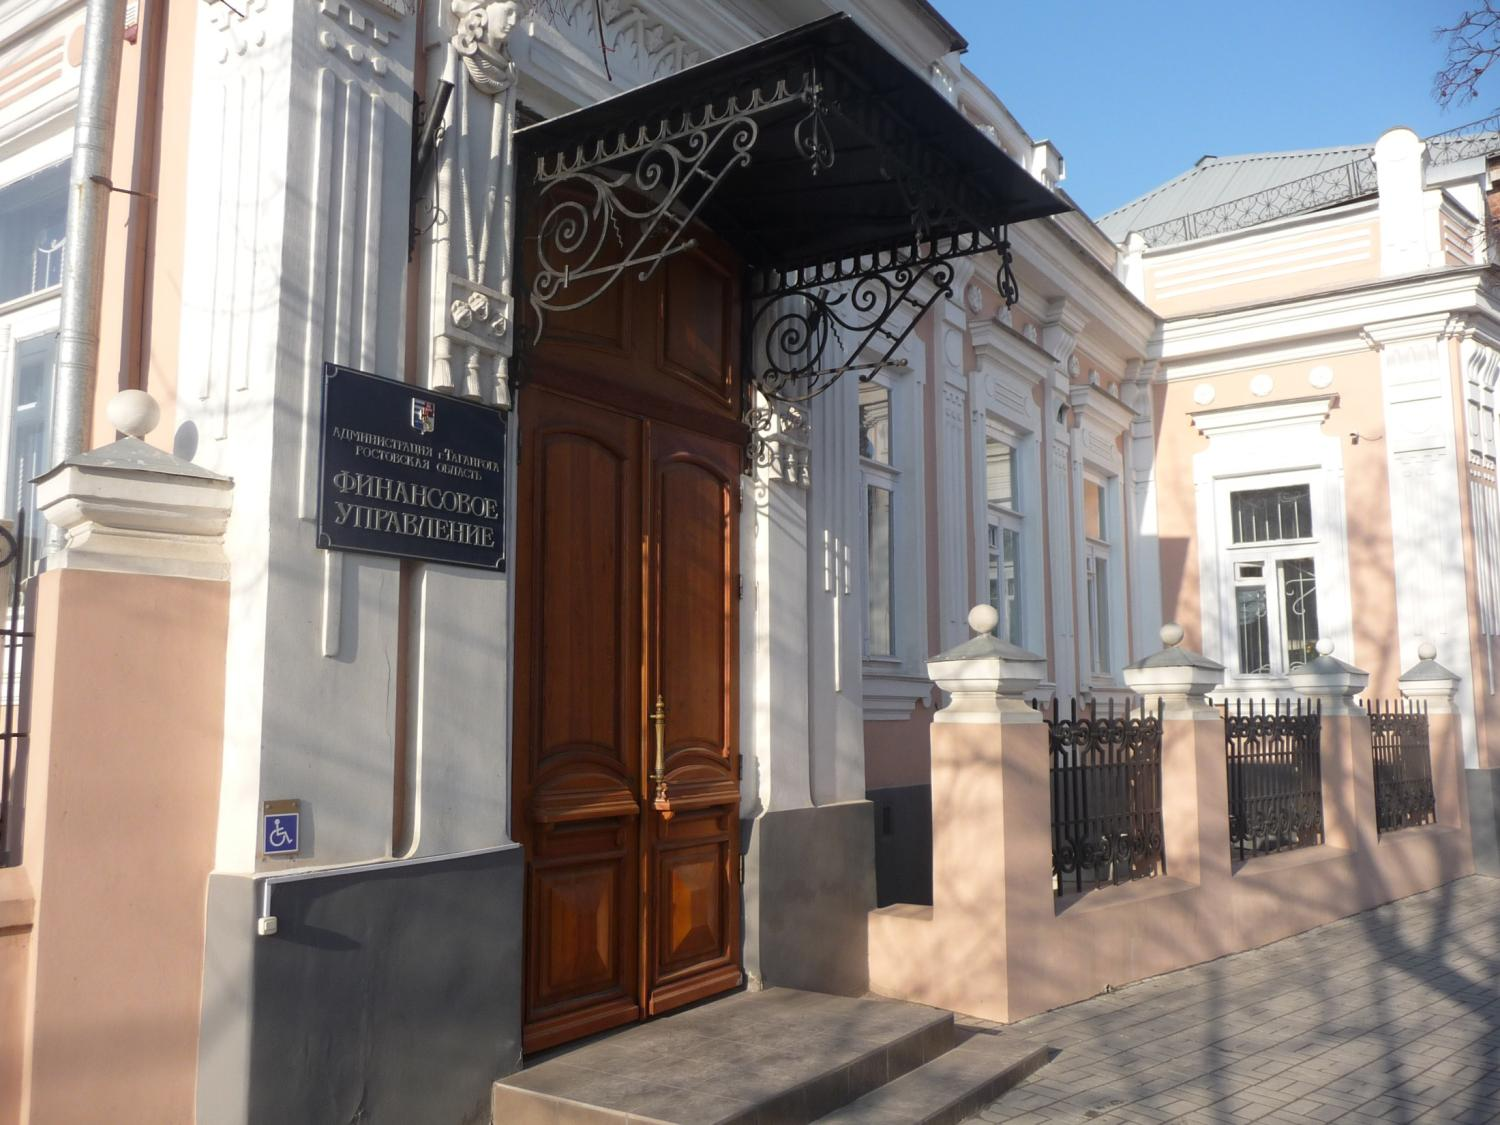 АДМИНИСТРАЦИЯ Г.ТАГАНРОГА
РОСТОВСКАЯ ОБЛАСТЬ
ФИНАНСОВОЕ
УПРАВЛЕНИЕ